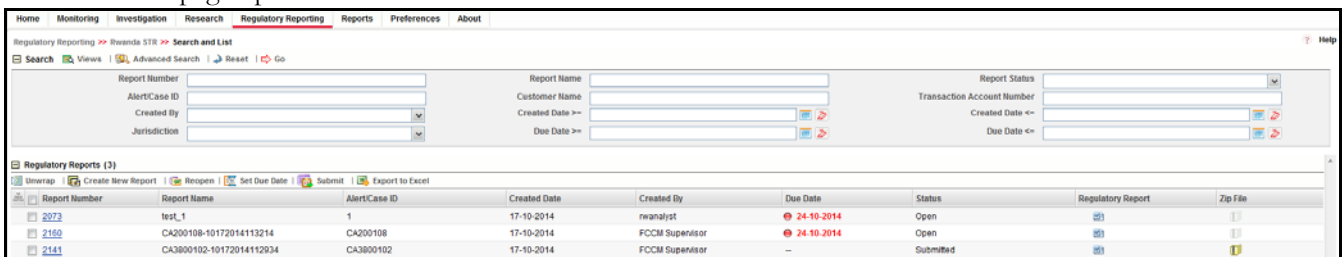 Home Monitoring Investigation Research Regulatory Reporting Reports Preferences About
Regulatory Reporting >> Rwanda STR >> Search and List ? Help
Search Views | Advanced Search | Reset | Go
Report Number Report Name Report Status
Alert/Case ID Customer Name Transaction Account Number
Created By Created Date >= Created Date <=
Jurisdiction Due Date >= Due Date <=
Regulatory Reports (3)
Unwrap | Create New Report | Reopen | Set Due Date | Submit | Export to Excel
Report Number Report Name Alert/Case ID Created Date Created By Due Date Status Regulatory Report Zip File
2073 test_1 1 17-10-2014 rwanalyst 24-10-2014 Open
2160 CA200108-10172014113214 CA200108 17-10-2014 FCCM Supervisor 24-10-2014 Open
2141 CA3800102-10172014112934 CA3800102 17-10-2014 FCCM Supervisor -- Submitted